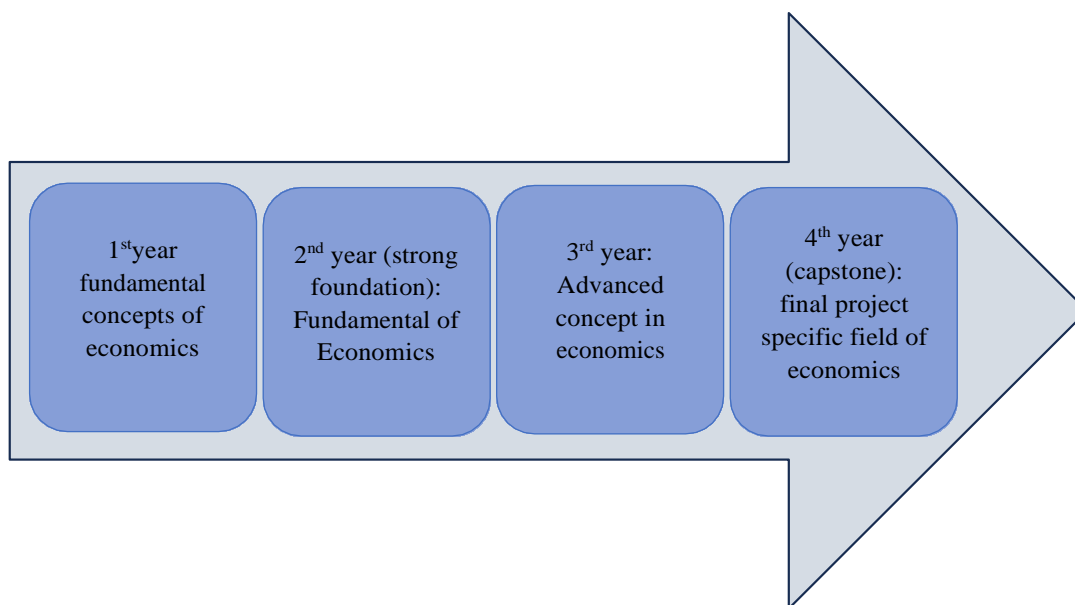 1styear
fundamental
concepts of
economics
2nd year (strong
foundation):
Fundamental of
Economics
3rd year:
Advanced
concept in
economics
4th year
(capstone):
final project
specific field of
economics